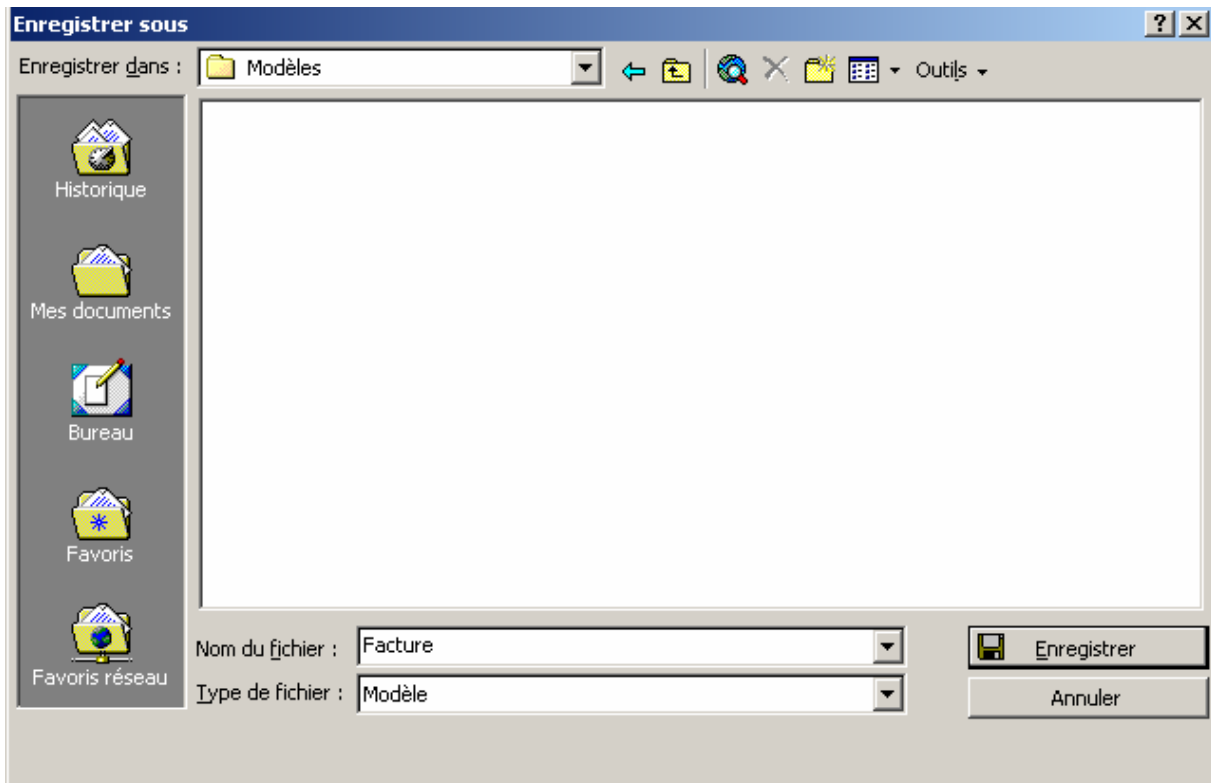 Enregistrer sous
Enregistrer dans :
Modèles
Outils
Historique
Mes documents
Bureau
Favoris
Favoris réseau
Nom du fichier :
Facture
Enregistrer
Type de fichier :
Modèle
Annuler